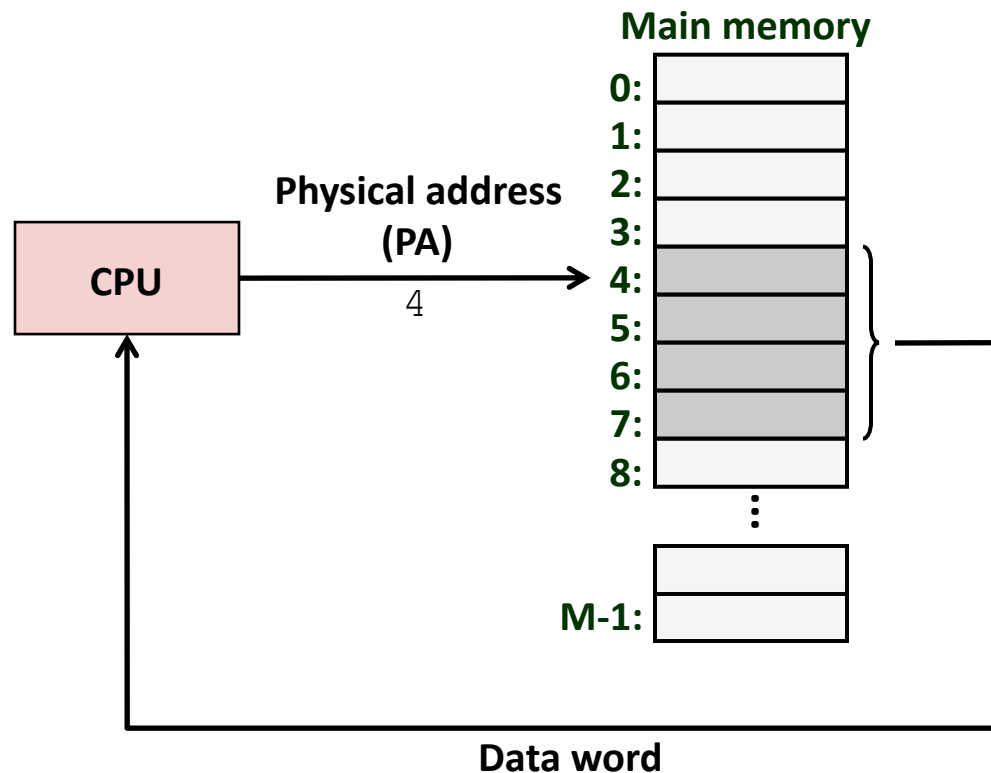 Main memory
0:
1:
2:
3:
4:
5:
6:
7:
8:
M-1:
Physical address
(PA)
4
CPU
Data word